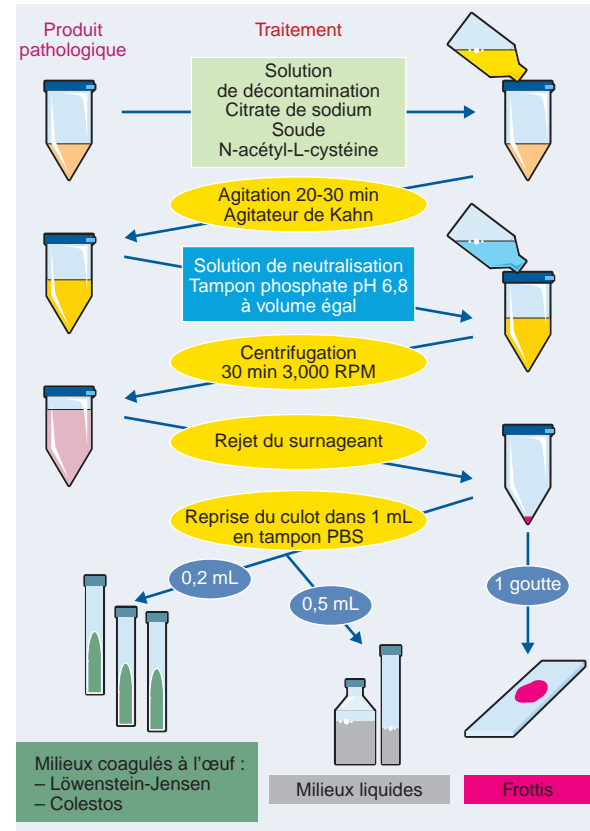 Produit
pathologique
Traitement
Solution
de décontamination
Citrate de sodium
Soude
N-acétyl-L-cystéine
Agitation 20-30 min
Agitateur de Kahn
Solution de neutralisation
Tampon phosphate pH 6,8
à volume égal
Centrifugation
30 min 3,000 RPM
Rejet du surnageant
Reprise du culot dans 1 mL
en tampon PBS
0,2 mL
0,5 mL
1 goutte
Milieux coagulés à l'œuf :
– Löwenstein-Jensen
– Colestos
Milieux liquides
Frottis